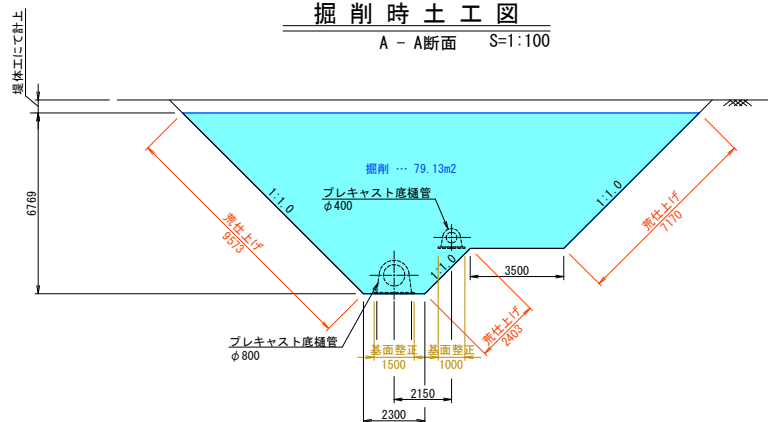 掘削時土工図
A - A断面 S=1:100
堤体工にて計上
掘削 … 79.13m2
プレキャスト底樋管
φ400
1:1.0
1:1.0
1:1.0
6769
荒仕上げ
9573
荒仕上げ
7170
3500
プレキャスト底樋管
φ800
荒仕上げ
2403
基面整正
1500
基面整正
1000
2150
2300